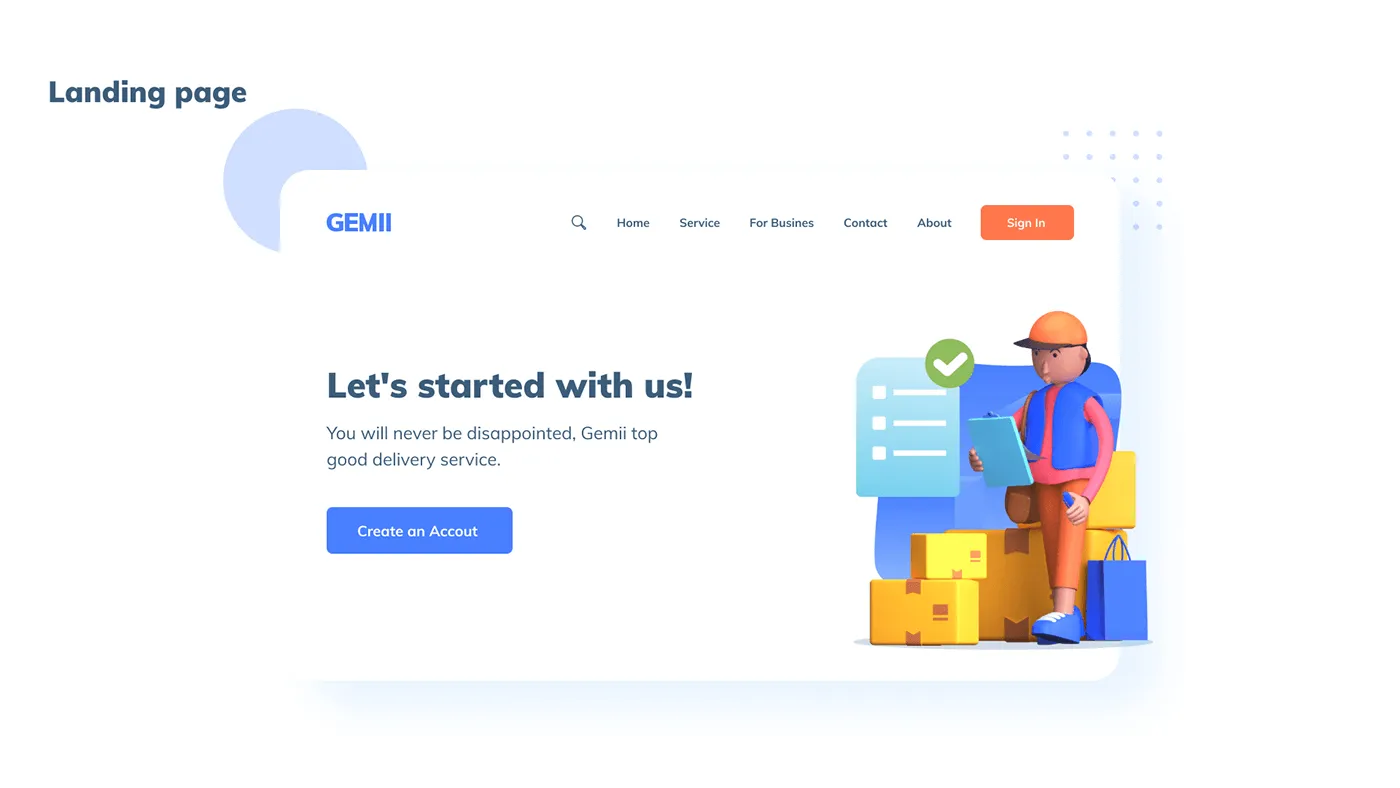 Landing page
GEMII
Home Service For Busines Contact About Sign In
Let's started with us!
You will never be disappointed, Gemii top
good delivery service.
Create an Accout